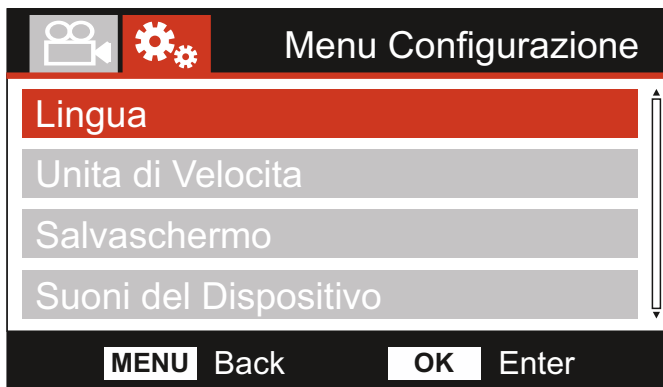 Menu Configurazione
Lingua
Unita di Velocita
Salvaschermo
Suoni del Dispositivo
MENU Back OK Enter